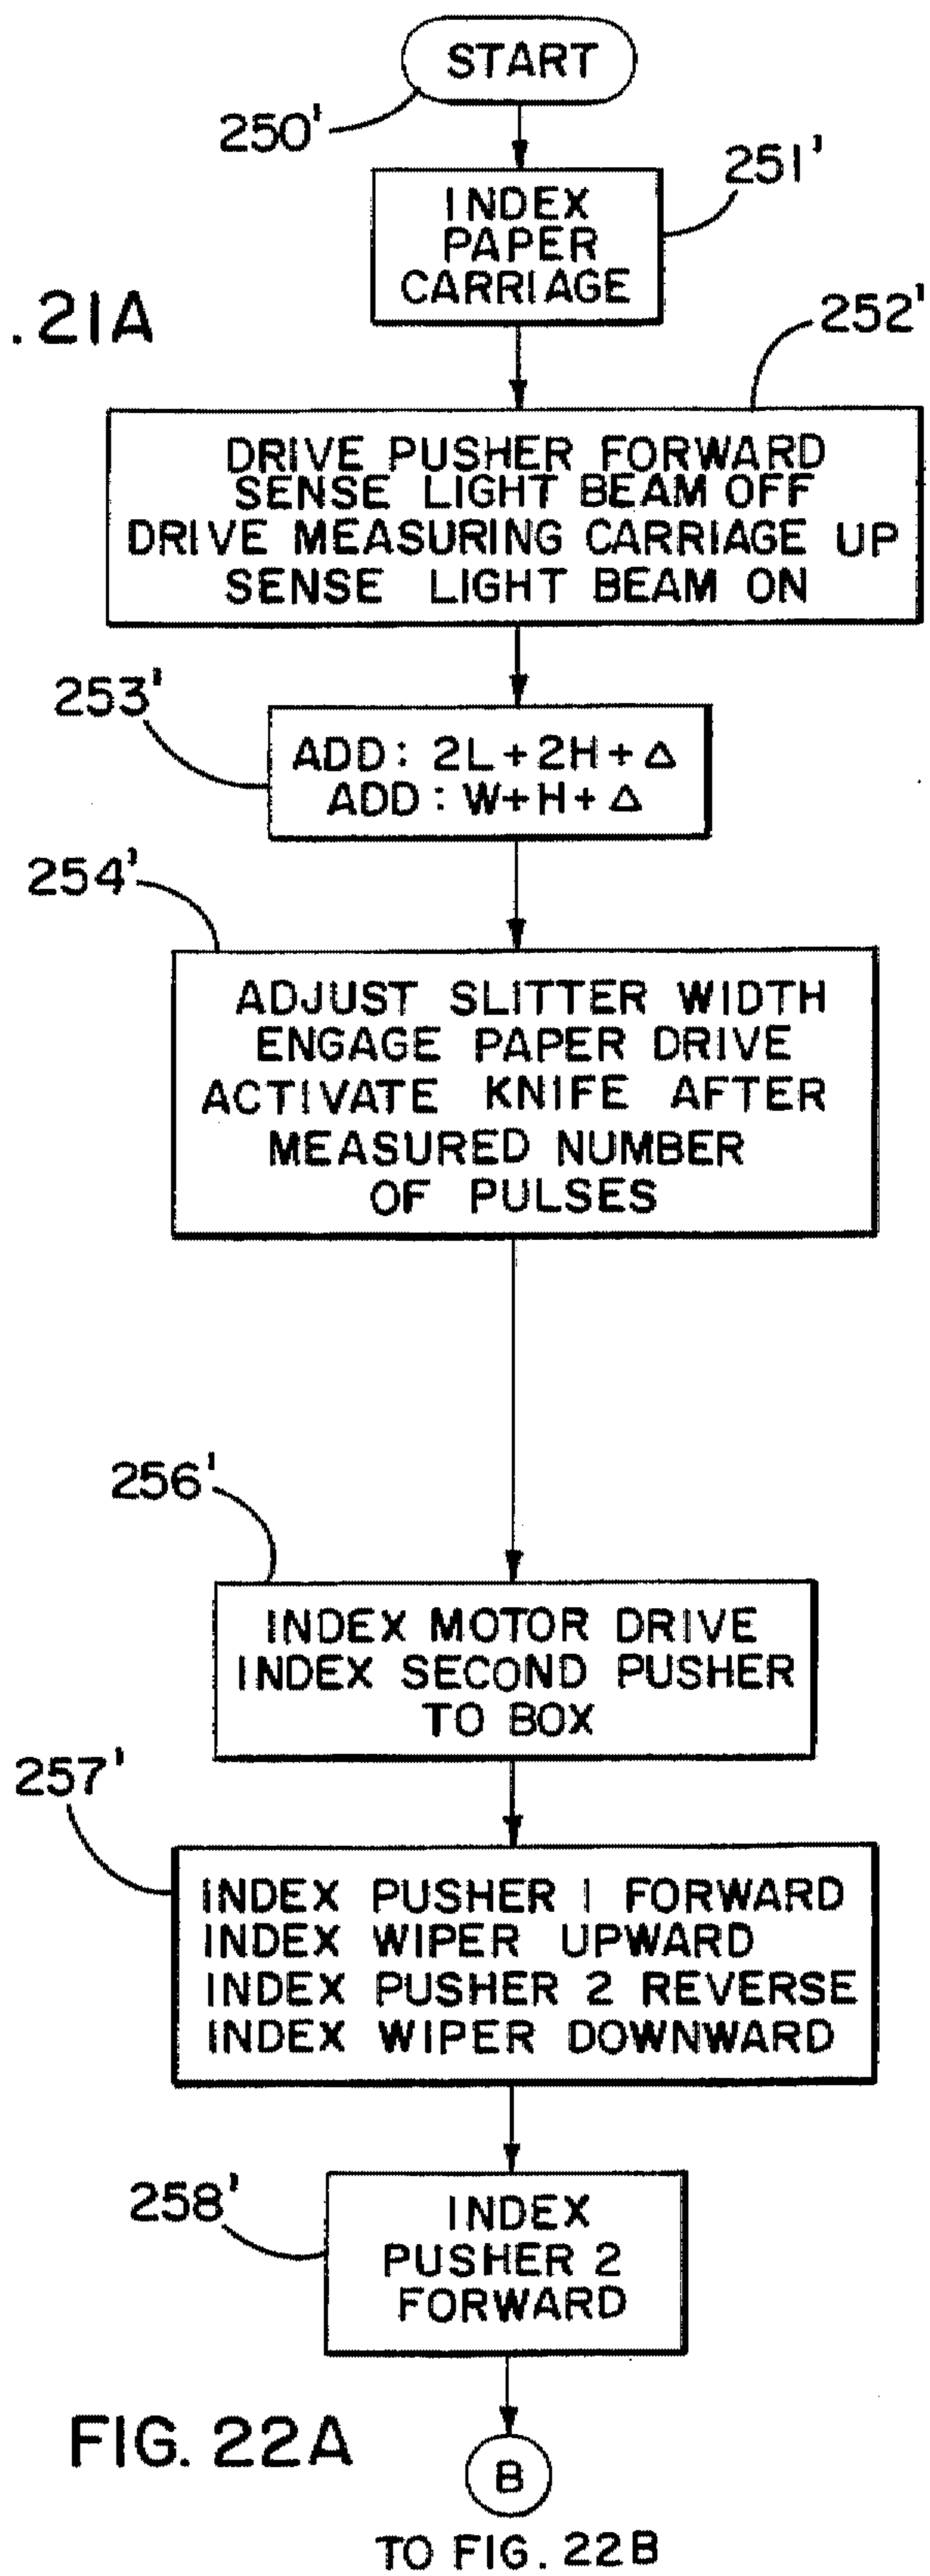 START
250'
251'
INDEX
PAPER
CARRIAGE
.21A
252'
DRIVE PUSHER FORWARD
SENSE LIGHT BEAM OFF
DRIVE MEASURING CARRIAGE UP
SENSE LIGHT BEAM ON
253'
ADD: 2L+2H+Δ
ADD: W+H+Δ
254'
ADJUST SLITTER WIDTH
ENGAGE PAPER DRIVE
ACTIVATE KNIFE AFTER
MEASURED NUMBER
OF PULSES
256'
INDEX MOTOR DRIVE
INDEX SECOND PUSHER
TO BOX
257'
INDEX PUSHER 1 FORWARD
INDEX WIPER UPWARD
INDEX PUSHER 2 REVERSE
INDEX WIPER DOWNWARD
258'
INDEX
PUSHER 2
FORWARD
FIG. 22A
B
TO FIG. 22B